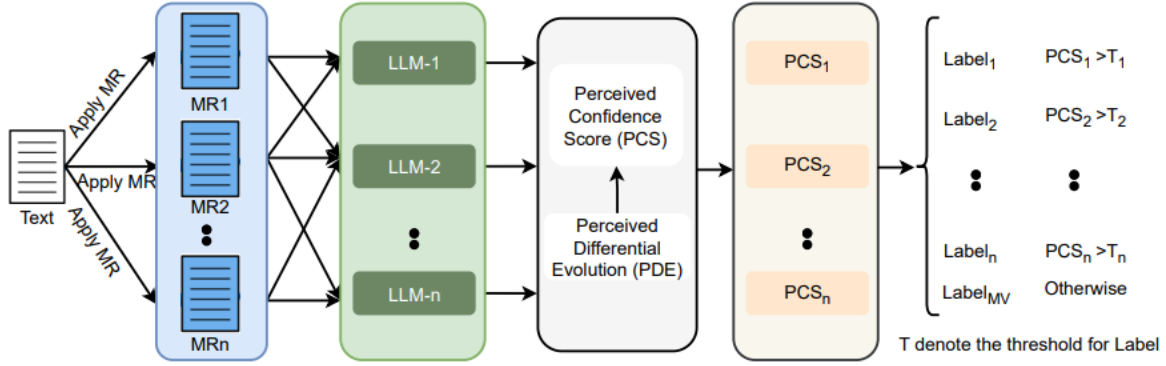 Text
Apply MR
Apply MR
Apply MR
MR1
MR2
MRn
LLM-1
LLM-2
LLM-n
Perceived
Confidence
Score (PCS)
Perceived
Differential
Evolution (PDE)
PCS1
PCS2
PCSn
Label1 PCS1 >T1
Label2 PCS2 >T2
Labeln PCSn >Tn
LabelMV Otherwise
T denote the threshold for Label